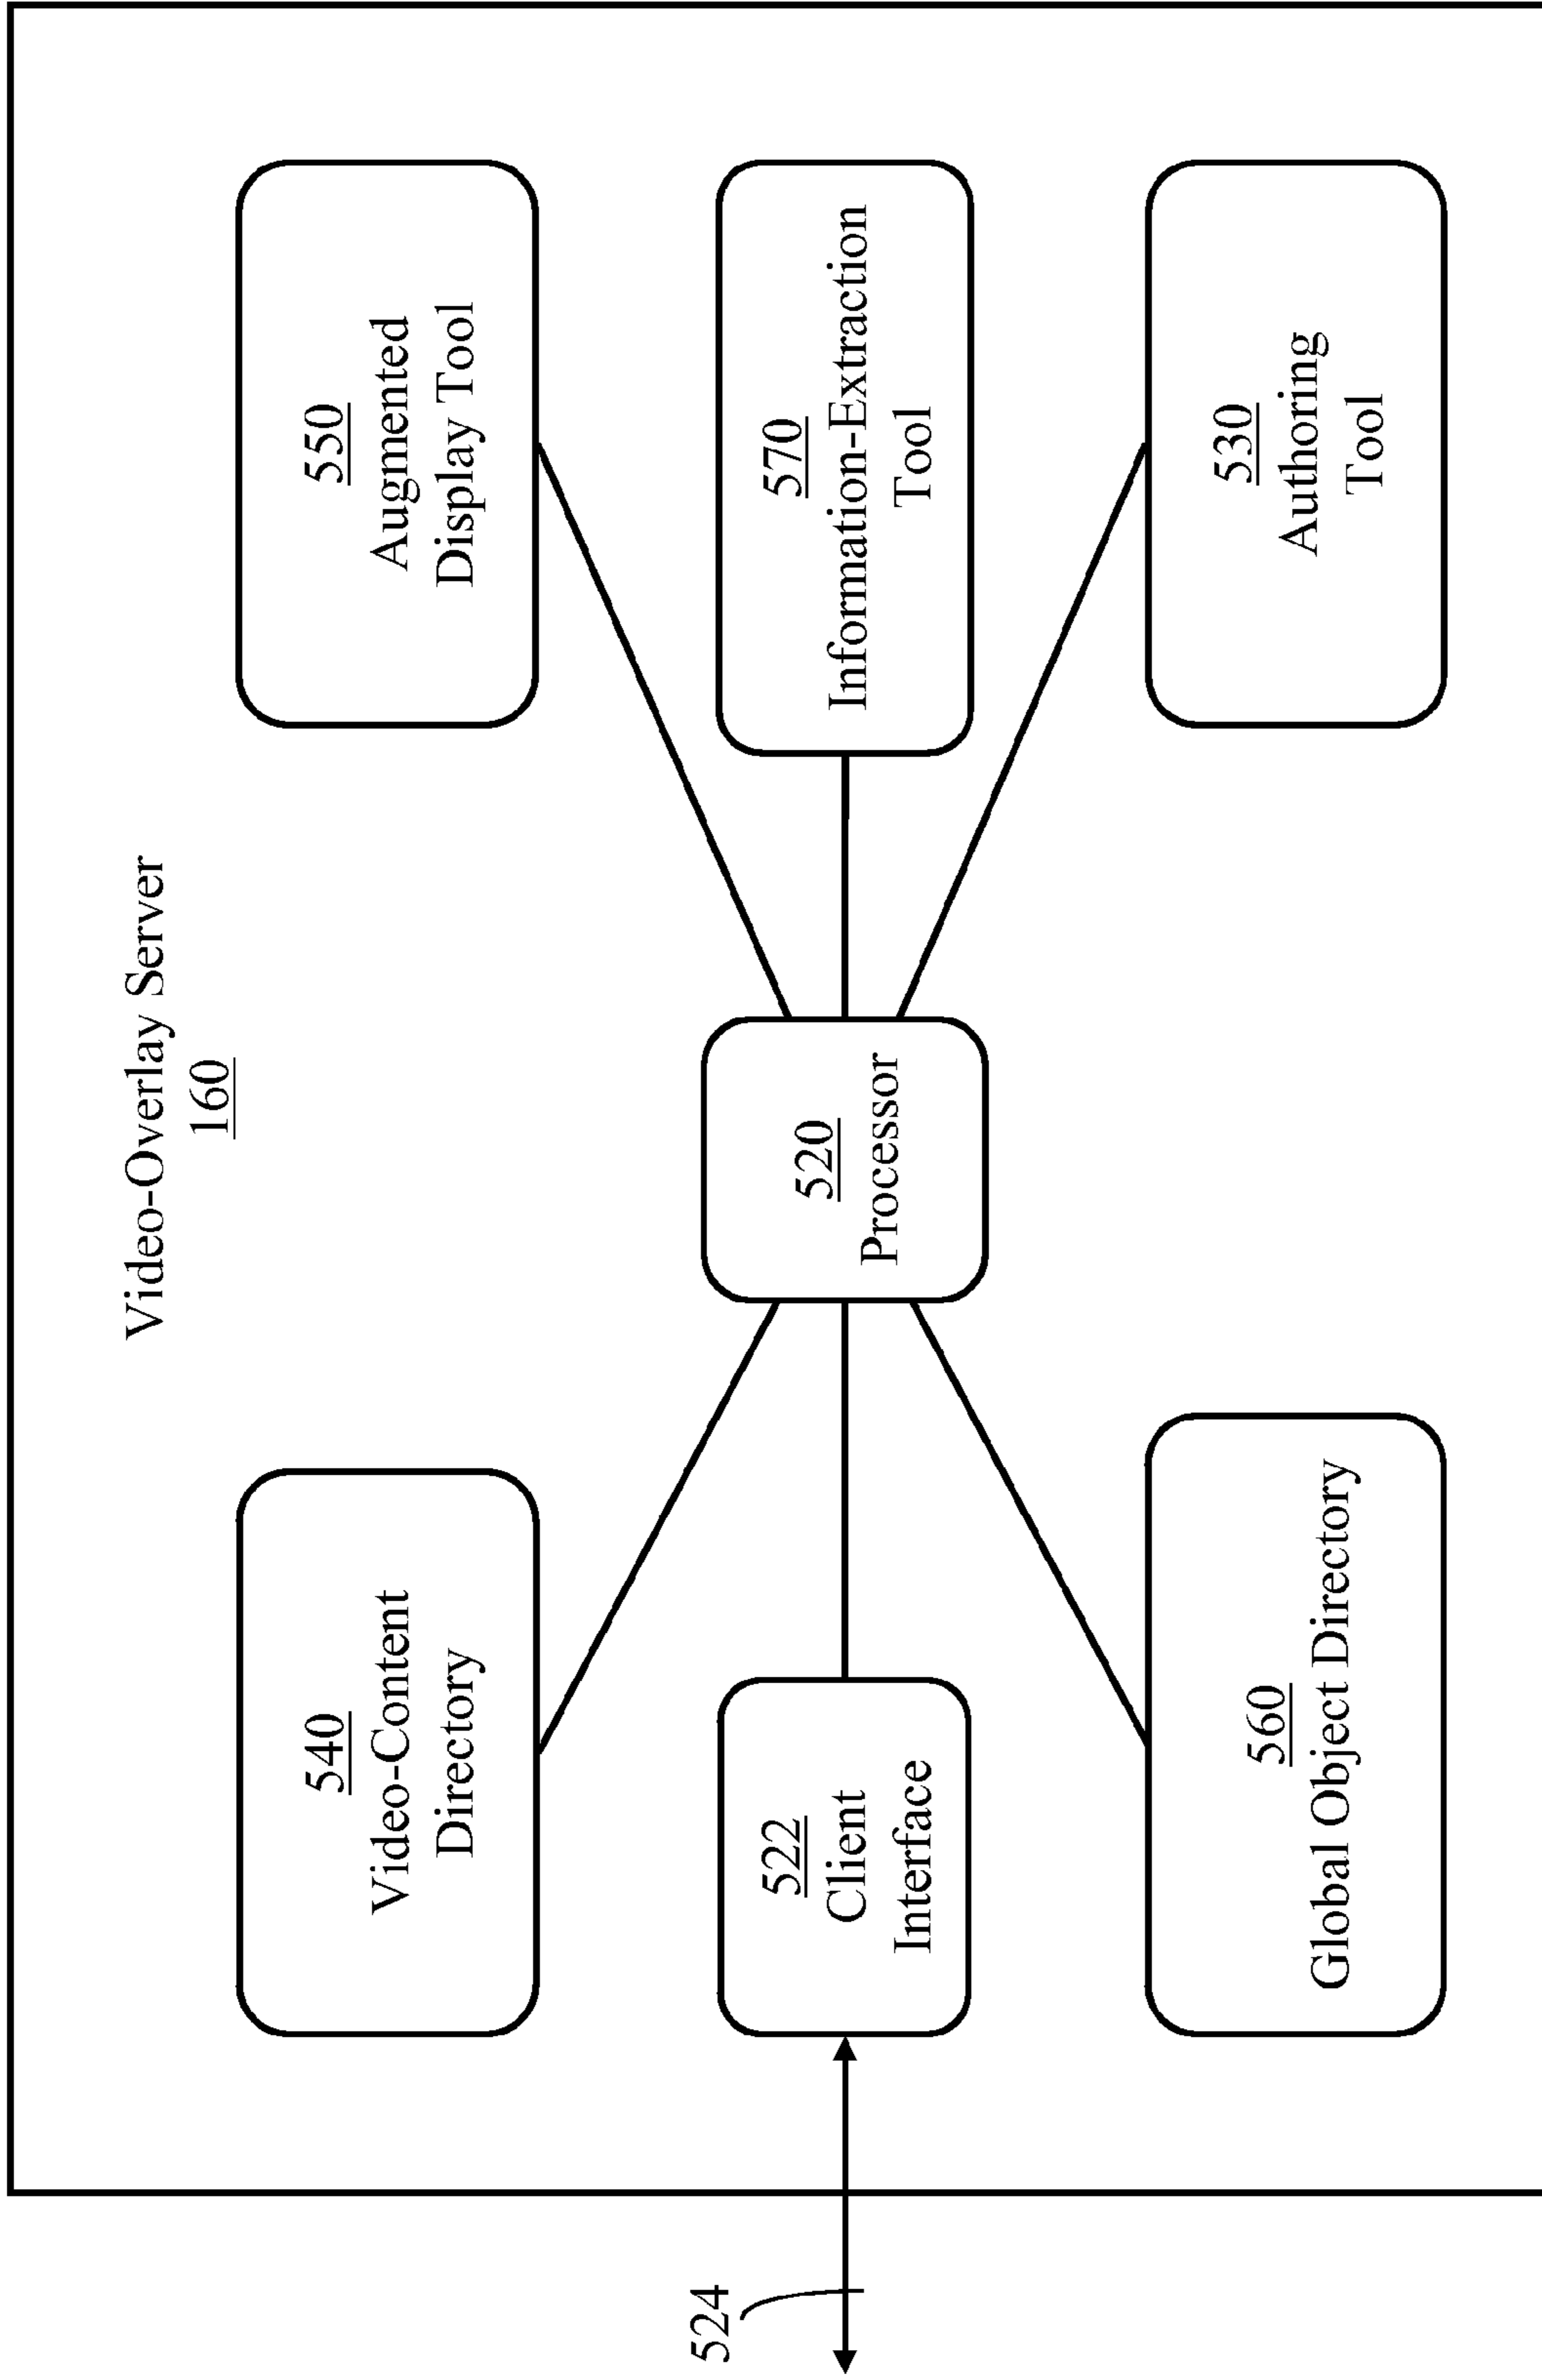 Video-Overlay Server
160
540
Video-Content
Directory
550
Augmented
Display Tool
524
522
Client
Interface
520
Processor
570
Information-Extraction
Tool
560
Global Object Directory
530
Authoring
Tool